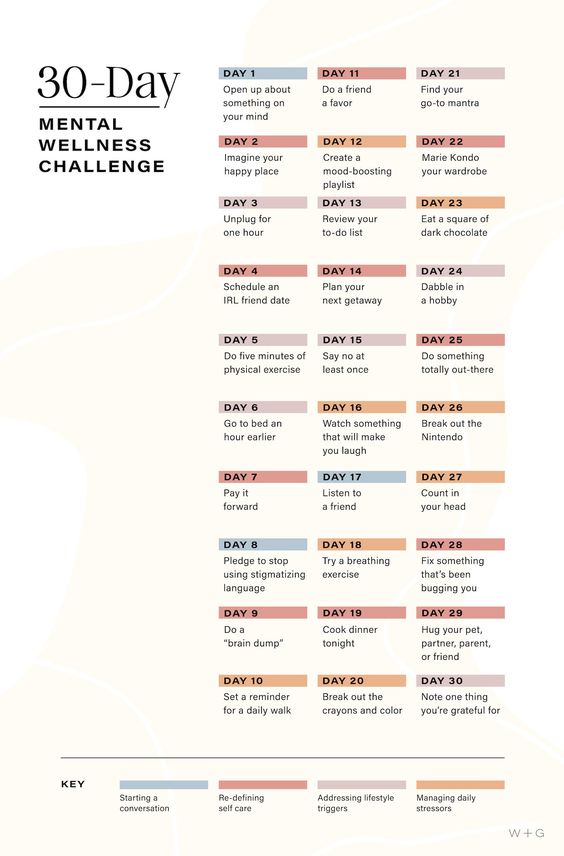 30-Day
MENTAL
WELLNESS
CHALLENGE
DAY 1
Open up about
something on
your mind
DAY 2
Imagine your
happy place
DAY 3
Unplug for
one hour
DAY 4
Schedule an
IRL friend date
DAY 5
Do five minutes of
physical exercise
DAY 6
Go to bed an
hour earlier
DAY 7
Pay it
forward
DAY 8
Pledge to stop
using stigmatizing
language
DAY 9
Do a
"brain dump"
DAY 10
Set a reminder
for a daily walk
DAY 11
Do a friend
a favor
DAY 12
Create a
mood-boosting
playlist
DAY 13
Review your
to-do list
DAY 14
Plan your
next getaway
DAY 15
Say no at
least once
DAY 16
Watch something
that will make
you laugh
DAY 17
Listen to
a friend
DAY 18
Try a breathing
exercise
DAY 19
Cook dinner
tonight
DAY 20
Break out the
crayons and color
DAY 21
Find your
go-to mantra
DAY 22
Marie Kondo
your wardrobe
DAY 23
Eat a square of
dark chocolate
DAY 24
Dabble in
a hobby
DAY 25
Do something
totally out-there
DAY 26
Break out the
Nintendo
DAY 27
Count in
your head
DAY 28
Fix something
that's been
bugging you
DAY 29
Hug your pet,
partner, parent,
or friend
DAY 30
Note one thing
you're grateful for
KEY
Starting a
conversation
Re-defining
self care
Addressing lifestyle
triggers
Managing daily
stressors
W+G